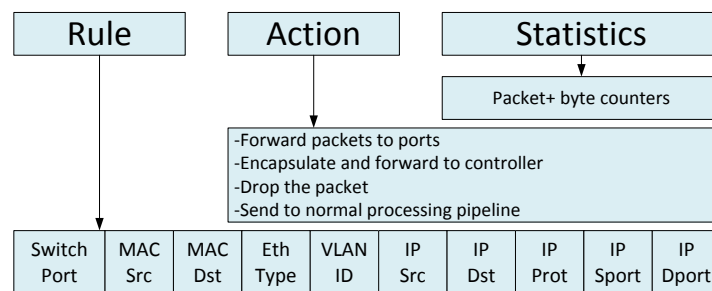 Rule
Action
Statistics
Packet+ byte counters
-Forward packets to ports
-Encapsulate and forward to controller
-Drop the packet
-Send to normal processing pipeline
Switch Port
MAC Src
MAC Dst
Eth Type
VLAN ID
IP Src
IP Dst
IP Prot
IP Sport
IP Dport